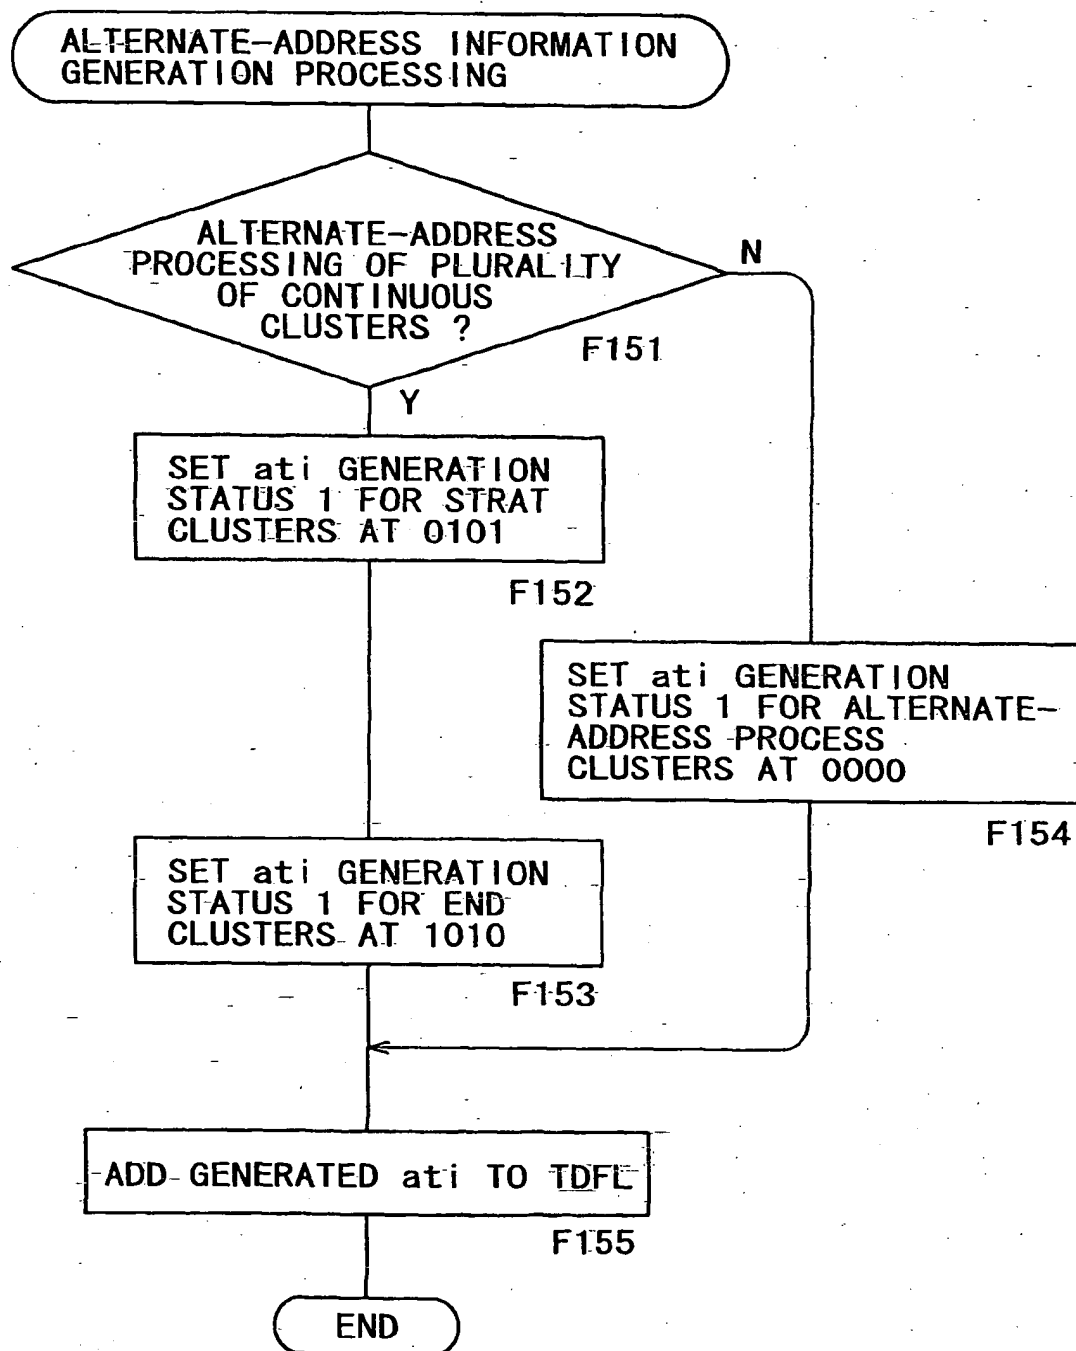 ALTERNATE-ADDRESS INFORMATION
GENERATION PROCESSING
ALTERNATE-ADDRESS
PROCESSING OF PLURALITY
OF CONTINUOUS
CLUSTERS ?
N
F151
Y
SET ati GENERATION
STATUS 1 FOR STRAT
CLUSTERS AT 0101
F152
SET ati GENERATION
STATUS 1 FOR ALTERNATE-
ADDRESS PROCESS
CLUSTERS AT 0000
F154
SET ati GENERATION
STATUS 1 FOR END
CLUSTERS AT 1010
F153
ADD GENERATED ati TO TDFL
F155
END